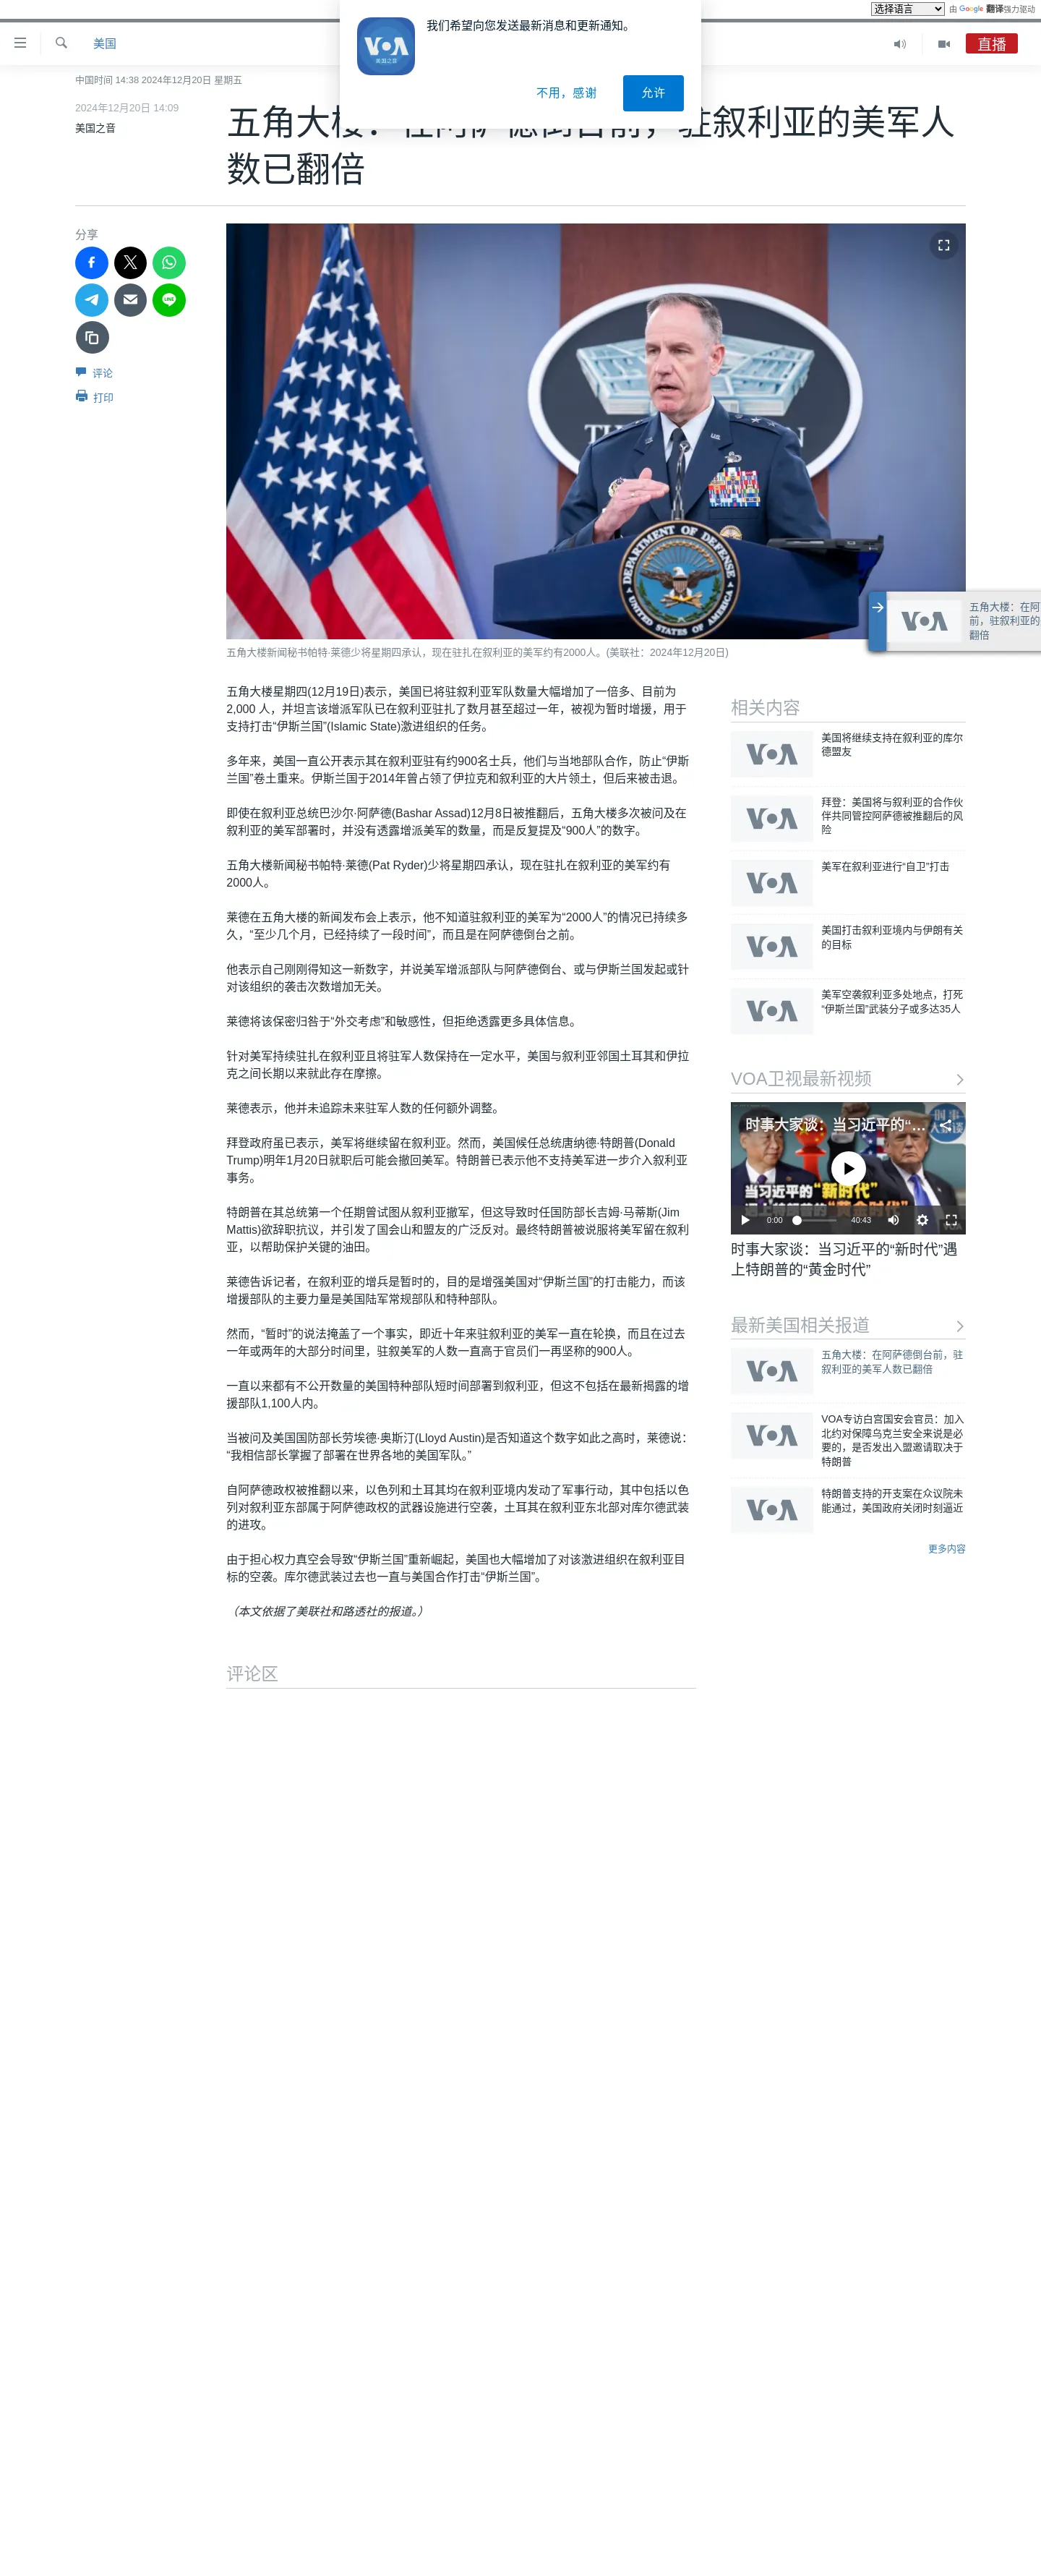 选择语言
由 Google 翻译强力驱动
我们希望向您发送最新消息和更新通知。
VOA
美国之音
不用，感谢
允许
美国
直播
中国时间 14:38 2024年12月20日 星期五
2024年12月20日 14:09
美国之音
五角大楼：在阿萨德倒台前，驻叙利亚的美军人
数已翻倍
分享
评论
打印
五角大楼新闻秘书帕特·莱德少将星期四承认，现在驻扎在叙利亚的美军约有2000人。(美联社：2024年12月20日)
VOA
五角大楼：在阿
前，驻叙利亚的
翻倍
五角大楼星期四(12月19日)表示，美国已将驻叙利亚军队数量大幅增加了一倍多、目前为
2,000 人，并坦言该增派军队已在叙利亚驻扎了数月甚至超过一年，被视为暂时增援，用于
支持打击“伊斯兰国”(Islamic State)激进组织的任务。
多年来，美国一直公开表示其在叙利亚驻有约900名士兵，他们与当地部队合作，防止“伊斯
兰国”卷土重来。伊斯兰国于2014年曾占领了伊拉克和叙利亚的大片领土，但后来被击退。
即使在叙利亚总统巴沙尔·阿萨德(Bashar Assad)12月8日被推翻后，五角大楼多次被问及在
叙利亚的美军部署时，并没有透露增派美军的数量，而是反复提及“900人”的数字。
五角大楼新闻秘书帕特·莱德(Pat Ryder)少将星期四承认，现在驻扎在叙利亚的美军约有
2000人。
莱德在五角大楼的新闻发布会上表示，他不知道驻叙利亚的美军为“2000人”的情况已持续多
久，“至少几个月，已经持续了一段时间”，而且是在阿萨德倒台之前。
他表示自己刚刚得知这一新数字，并说美军增派部队与阿萨德倒台、或与伊斯兰国发起或针
对该组织的袭击次数增加无关。
莱德将该保密归咎于“外交考虑”和敏感性，但拒绝透露更多具体信息。
针对美军持续驻扎在叙利亚且将驻军人数保持在一定水平，美国与叙利亚邻国土耳其和伊拉
克之间长期以来就此存在摩擦。
莱德表示，他并未追踪未来驻军人数的任何额外调整。
拜登政府虽已表示，美军将继续留在叙利亚。然而，美国候任总统唐纳德·特朗普(Donald
Trump)明年1月20日就职后可能会撤回美军。特朗普已表示他不支持美军进一步介入叙利亚
事务。
特朗普在其总统第一个任期曾试图从叙利亚撤军，但这导致时任国防部长吉姆·马蒂斯(Jim
Mattis)欲辞职抗议，并引发了国会山和盟友的广泛反对。最终特朗普被说服将美军留在叙利
亚，以帮助保护关键的油田。
莱德告诉记者，在叙利亚的增兵是暂时的，目的是增强美国对“伊斯兰国”的打击能力，而该
增援部队的主要力量是美国陆军常规部队和特种部队。
然而，“暂时”的说法掩盖了一个事实，即近十年来驻叙利亚的美军一直在轮换，而且在过去
一年或两年的大部分时间里，驻叙美军的人数一直高于官员们一再坚称的900人。
一直以来都有不公开数量的美国特种部队短时间部署到叙利亚，但这不包括在最新揭露的增
援部队1,100人内。
当被问及美国国防部长劳埃德·奥斯汀(Lloyd Austin)是否知道这个数字如此之高时，莱德说：
“我相信部长掌握了部署在世界各地的美国军队。”
自阿萨德政权被推翻以来，以色列和土耳其均在叙利亚境内发动了军事行动，其中包括以色
列对叙利亚东部属于阿萨德政权的武器设施进行空袭，土耳其在叙利亚东北部对库尔德武装
的进攻。
由于担心权力真空会导致“伊斯兰国”重新崛起，美国也大幅增加了对该激进组织在叙利亚目
标的空袭。库尔德武装过去也一直与美国合作打击“伊斯兰国”。
（本文依据了美联社和路透社的报道。）
评论区
相关内容
VOA
美国将继续支持在叙利亚的库尔
德盟友
VOA
拜登：美国将与叙利亚的合作伙
伴共同管控阿萨德被推翻后的风
险
VOA
美军在叙利亚进行“自卫”打击
VOA
美国打击叙利亚境内与伊朗有关
的目标
VOA
美军空袭叙利亚多处地点，打死
“伊斯兰国”武装分子或多达35人
VOA卫视最新视频
时事大家谈：当习近平的“...
当习近平的“新时代”
遇上特朗普的“黄金时代”
0:00
40:43
时事大家谈：当习近平的“新时代”遇
上特朗普的“黄金时代”
最新美国相关报道
VOA
五角大楼：在阿萨德倒台前，驻
叙利亚的美军人数已翻倍
VOA
VOA专访白宫国安会官员：加入
北约对保障乌克兰安全来说是必
要的，是否发出入盟邀请取决于
特朗普
VOA
特朗普支持的开支案在众议院未
能通过，美国政府关闭时刻逼近
更多内容